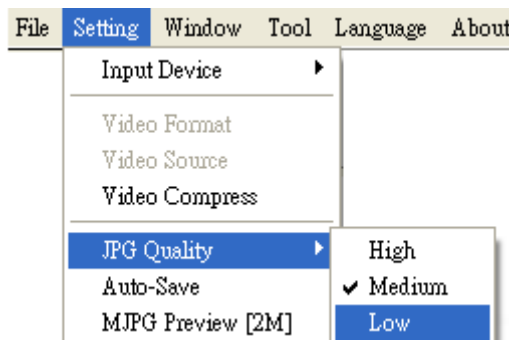 File Setting Window Tool Language About
Input Device
Video Format
Video Source
Video Compress
JPG Quality
High
Auto-Save
Medium
MJPG Preview [2M]
Low